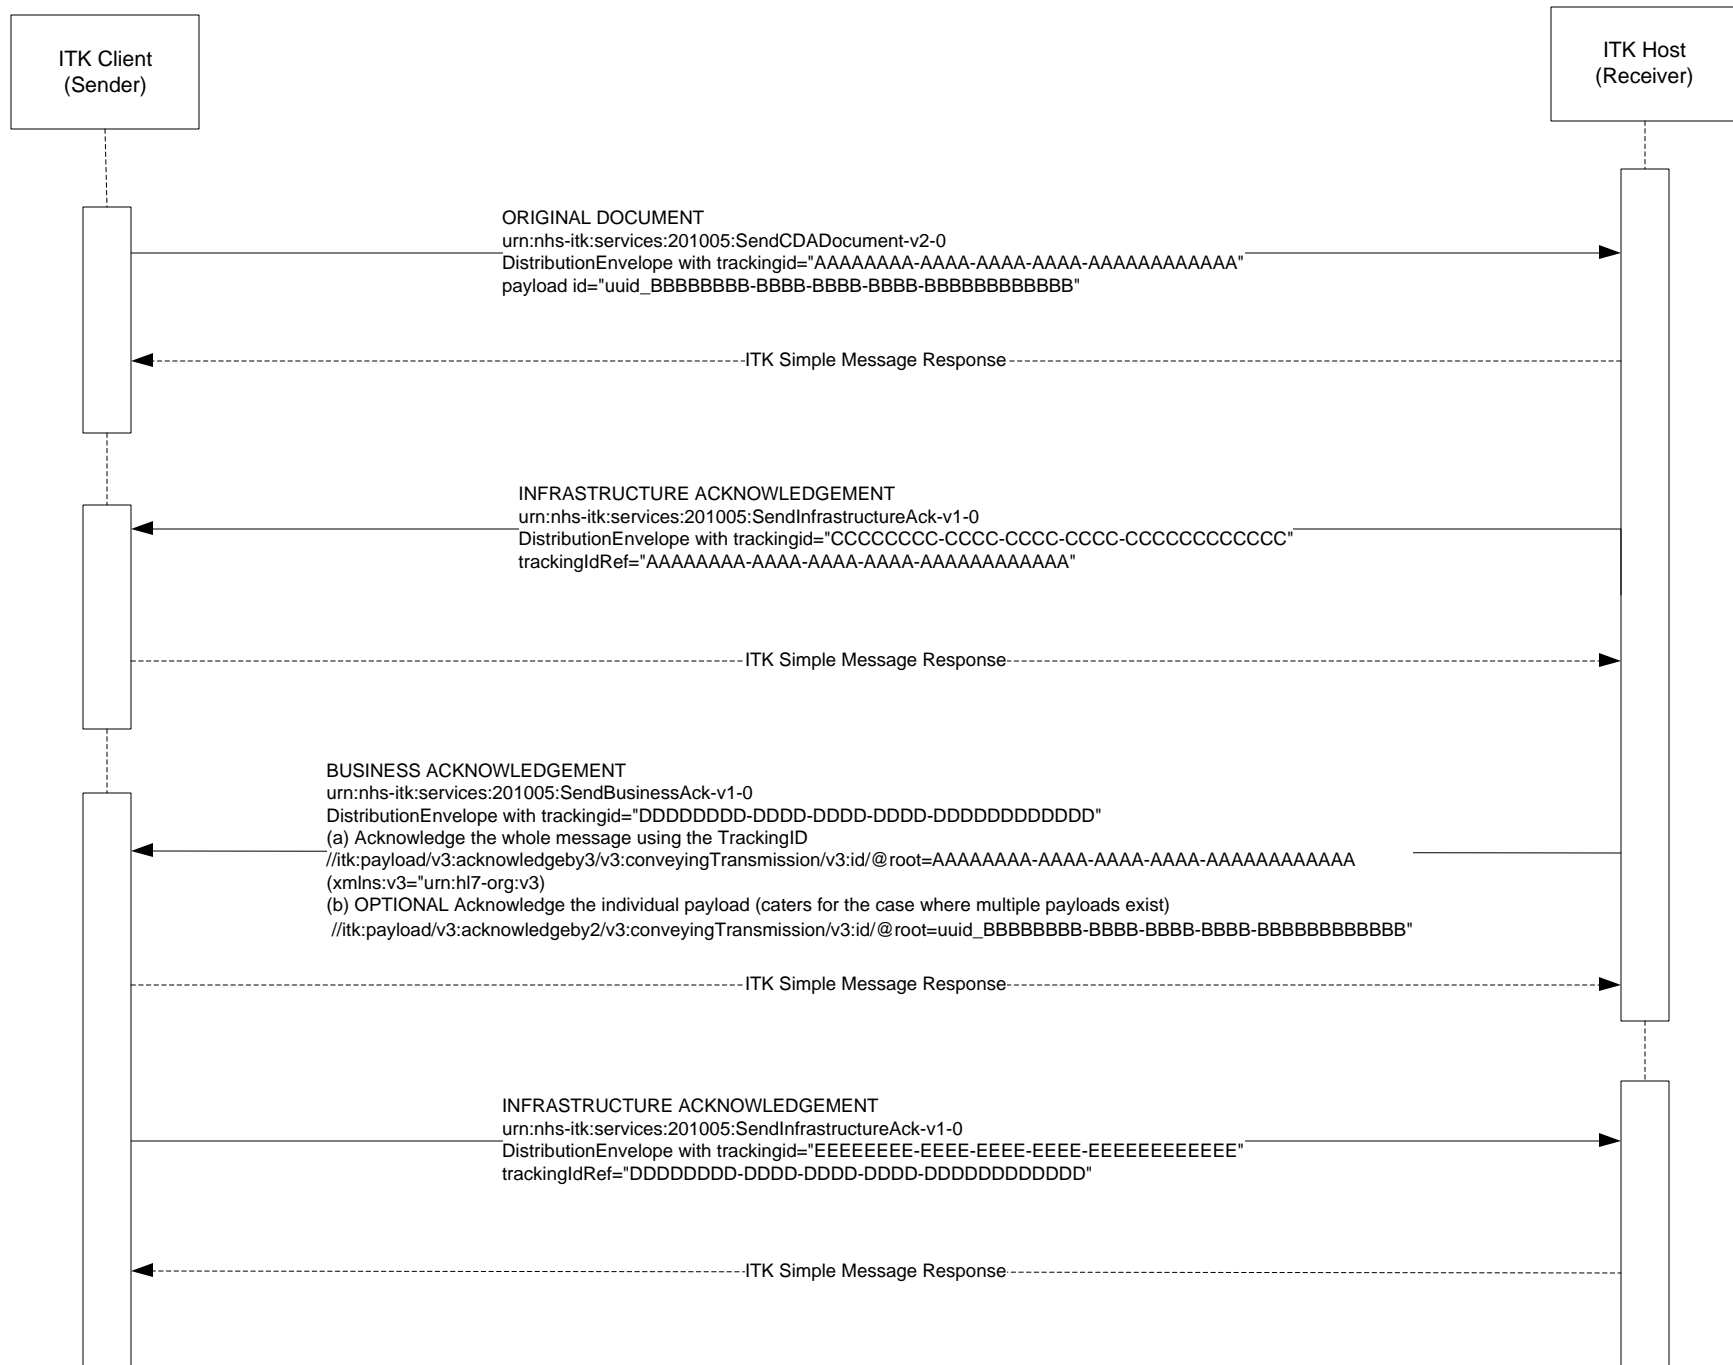 ITK Client
(Sender)
ITK Host
(Receiver)
ORIGINAL DOCUMENT
urn:nhs-itk:services:201005:SendCDADocument-v2-0
DistributionEnvelope with trackingid="AAAAAAAA-AAAA-AAAA-AAAA-AAAAAAAAAAAA"
payload id="uuid_BBBBBBBB-BBBB-BBBB-BBBB-BBBBBBBBBBBB"
ITK Simple Message Response
INFRASTRUCTURE ACKNOWLEDGEMENT
urn:nhs-itk:services:201005:SendInfrastructureAck-v1-0
DistributionEnvelope with trackingid="CCCCCCCC-CCCC-CCCC-CCCC-CCCCCCCCCCCC"
trackingIdRef="AAAAAAAA-AAAA-AAAA-AAAA-AAAAAAAAAAAA"
ITK Simple Message Response
BUSINESS ACKNOWLEDGEMENT
urn:nhs-itk:services:201005:SendBusinessAck-v1-0
DistributionEnvelope with trackingid="DDDDDDDD-DDDD-DDDD-DDDD-DDDDDDDDDDDD"
(a) Acknowledge the whole message using the TrackingID
//itk:payload/v3:acknowledgeby3/v3:conveyingTransmission/v3:id/@root=AAAAAAAA-AAAA-AAAA-AAAA-AAAAAAAAAAAA
(xmlns:v3="urn:hl7-org:v3)
(b) OPTIONAL Acknowledge the individual payload (caters for the case where multiple payloads exist)
//itk:payload/v3:acknowledgeby2/v3:conveyingTransmission/v3:id/@root=uuid_BBBBBBBB-BBBB-BBBB-BBBB-BBBBBBBBBBBB"
ITK Simple Message Response
INFRASTRUCTURE ACKNOWLEDGEMENT
urn:nhs-itk:services:201005:SendInfrastructureAck-v1-0
DistributionEnvelope with trackingid="EEEEEEEE-EEEE-EEEE-EEEE-EEEEEEEEEEEE"
trackingIdRef="DDDDDDDD-DDDD-DDDD-DDDD-DDDDDDDDDDDD"
ITK Simple Message Response